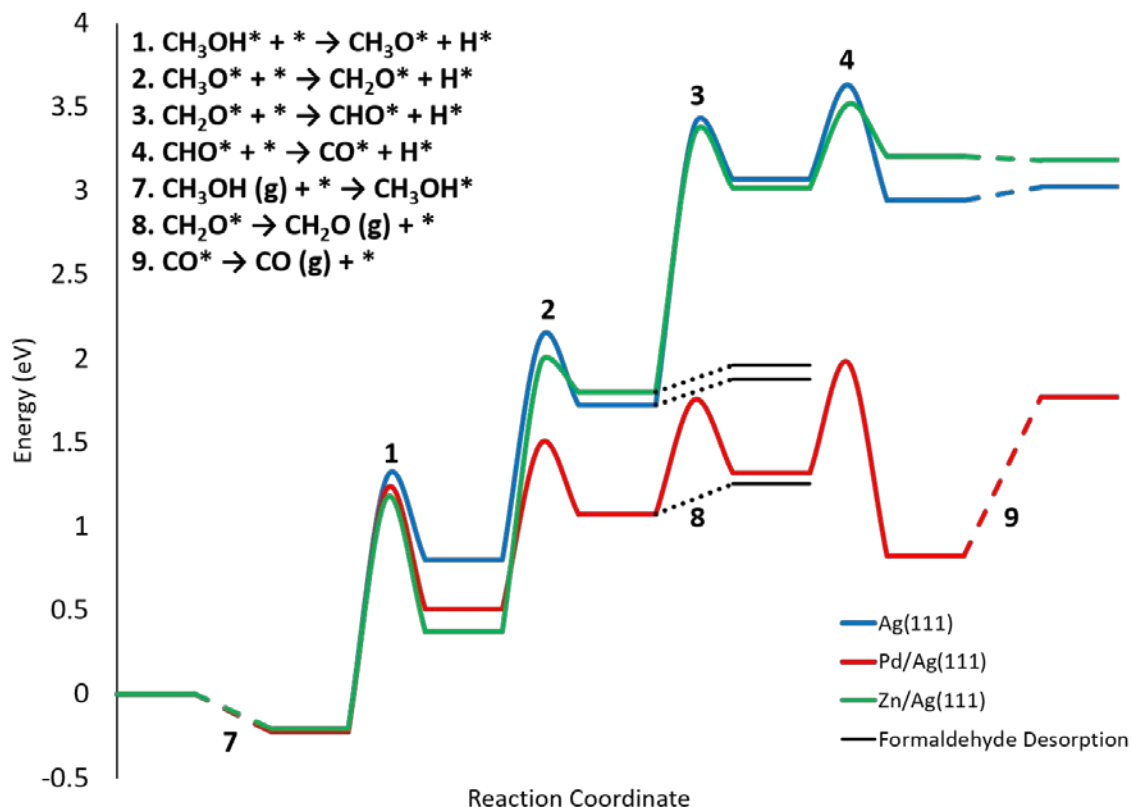 4
3.5
3
2.5
2
1.5
1
0.5
0
-0.5
Energy (eV)
Reaction Coordinate
1. CH₃OH* + * → CH₃O* + H*
2. CH₃O* + * → CH₂O* + H*
3. CH₂O* + * → CHO* + H*
4. CHO* + * → CO* + H*
7. CH₃OH (g) + * → CH₃OH*
8. CH₂O* → CH₂O (g) + *
9. CO* → CO (g) + *
7
1
2
3
4
8
9
Ag(111)
Pd/Ag(111)
Zn/Ag(111)
Formaldehyde Desorption